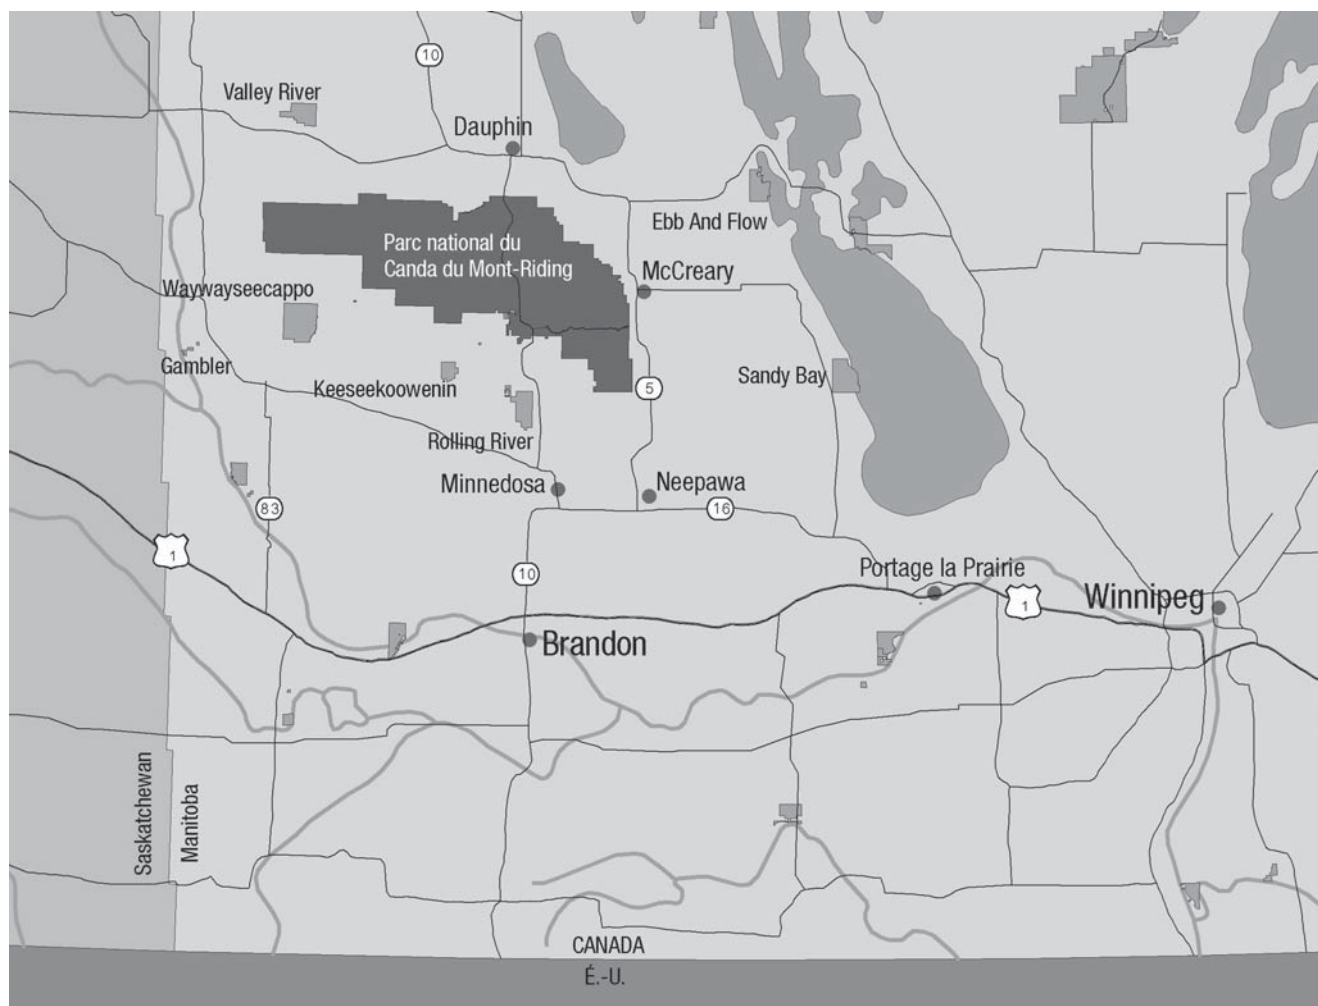 10
Valley River
Dauphin
Ebb And Flow
Parc national du
Canda du Mont-Riding
McCreary
Waywayseecappo
Gambler
Keeseekoowenin
5
Sandy Bay
Rolling River
Minnedosa
Neepawa
83
16
1
10
Portage la Prairie
1
Winnipeg
Brandon
Saskatchewan
Manitoba
CANADA
É.-U.